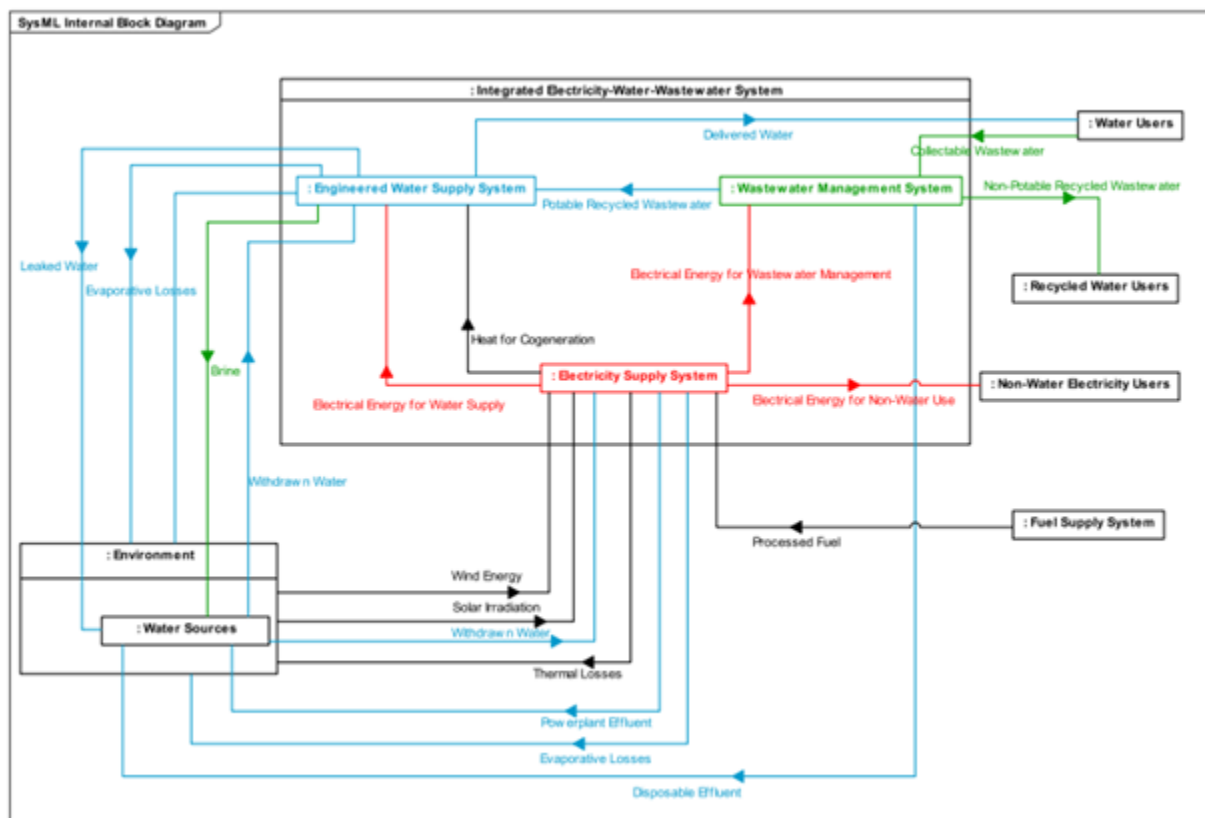 SysML Internal Block Diagram
: Integrated Electricity-Water-Wastewater System
: Water Users
Delivered Water
Collectable Wastewater
: Engineered Water Supply System
: Wastewater Management System
Non-Potable Recycled Wastewater
Potable Recycled Wastewater
Leaked Water
Evaporative Losses
Electrical Energy for Wastewater Management
: Recycled Water Users
Heat for Cogeneration
Brine
: Electricity Supply System
: Non-Water Electricity Users
Electrical Energy for Water Supply
Electrical Energy for Non-Water Use
Withdrawn Water
: Fuel Supply System
Processed Fuel
: Environment
Wind Energy
Solar Irradiation
: Water Sources
Withdrawn Water
Thermal Losses
Powerplant Effluent
Evaporative Losses
Disposable Effluent